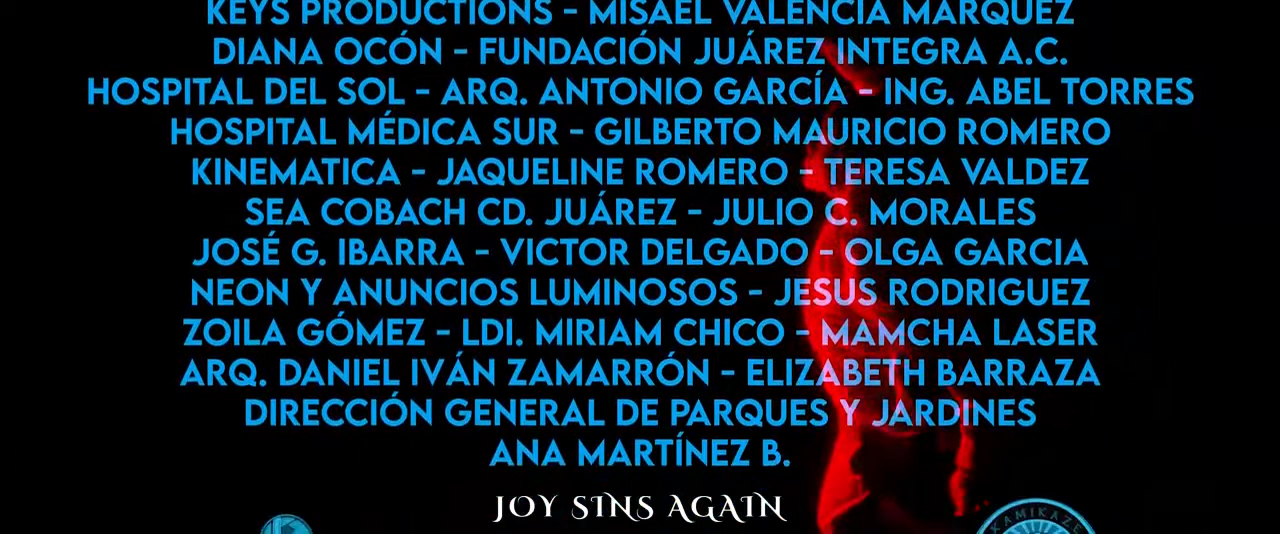 KEYS PRODUCTIONS - MISAEL VALENCIA MÁRQUEZ
DIANA OCÓN - FUNDACIÓN JUÁREZ INTEGRA A.C.
HOSPITAL DEL SOL - ARQ. ANTONIO GARCÍA - ING. ABEL TORRES
HOSPITAL MÉDICA SUR - GILBERTO MAURICIO ROMERO
KINEMATICA - JAQUELINE ROMERO - TERESA VALDEZ
SEA COBACH CD. JUÁREZ - JULIO C. MORALES
JOSÉ G. IBARRA - VICTOR DELGADO - OLGA GARCIA
NEON Y ANUNCIOS LUMINOSOS - JESUS RODRIGUEZ
ZOILA GÓMEZ - LDI. MIRIAM CHICO - MAMCHA LASER
ARQ. DANIEL IVÁN ZAMARRÓN - ELIZABETH BARRAZA
DIRECCIÓN GENERAL DE PARQUES Y JARDINES
ANA MARTÍNEZ B.
JOY SINS AGAIN
KAMIKAZE